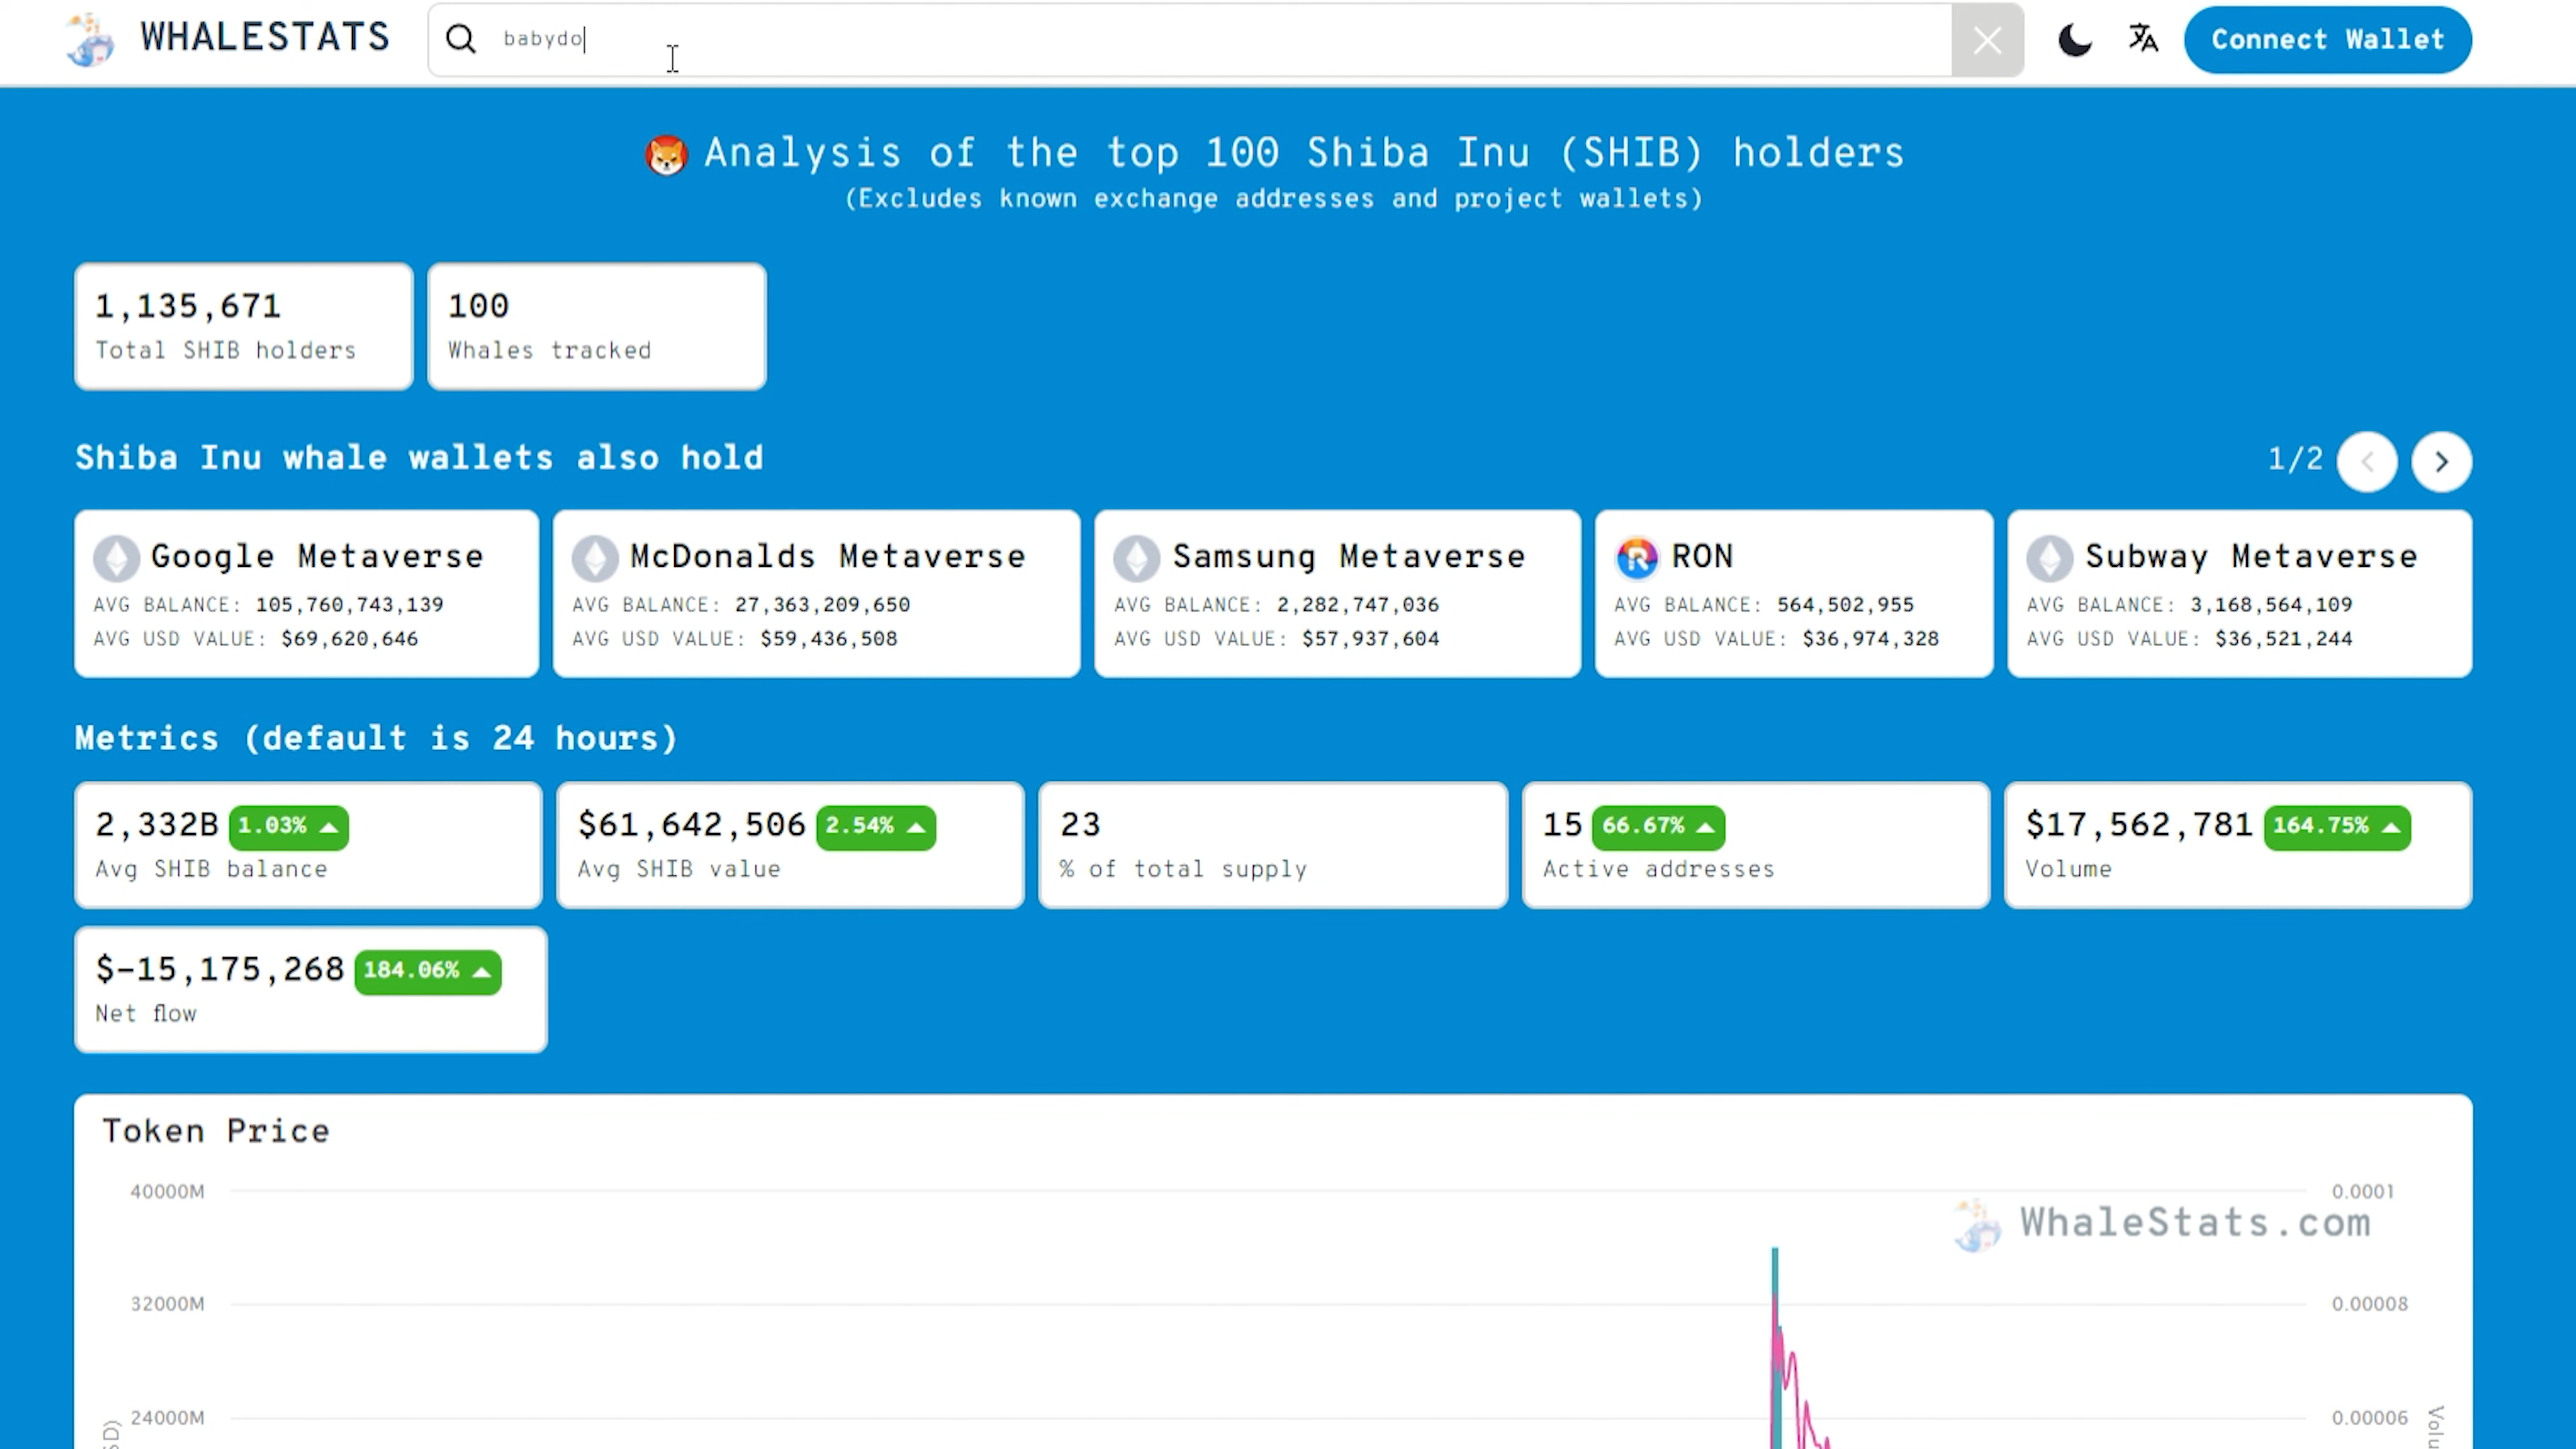 WHALESTATS
babydo
Connect Wallet
Analysis of the top 100 Shiba Inu (SHIB) holders
(Excludes known exchange addresses and project wallets)
1,135,671
Total SHIB holders
100
Whales tracked
Shiba Inu whale wallets also hold
1/2
Google Metaverse
AVG BALANCE: 105,760,743,139
AVG USD VALUE: $69,620,646
McDonalds Metaverse
AVG BALANCE: 27,363,209,650
AVG USD VALUE: $59,436,508
Samsung Metaverse
AVG BALANCE: 2,282,747,036
AVG USD VALUE: $57,937,604
RON
AVG BALANCE: 564,502,955
AVG USD VALUE: $36,974,328
Subway Metaverse
AVG BALANCE: 3,168,564,109
AVG USD VALUE: $36,521,244
Metrics (default is 24 hours)
2,332B 1.03%
Avg SHIB balance
$61,642,506 2.54%
Avg SHIB value
23
% of total supply
15 66.67%
Active addresses
$17,562,781 164.75%
Volume
$-15,175,268 184.06%
Net flow
Token Price
40000M
0.0001
WhaleStats.com
32000M
0.00008
24000M
0.00006